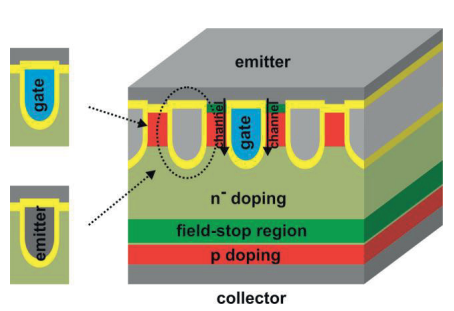 emitter
gate
channel
gate
channel
emitter
n⁻ doping
field-stop region
p doping
collector